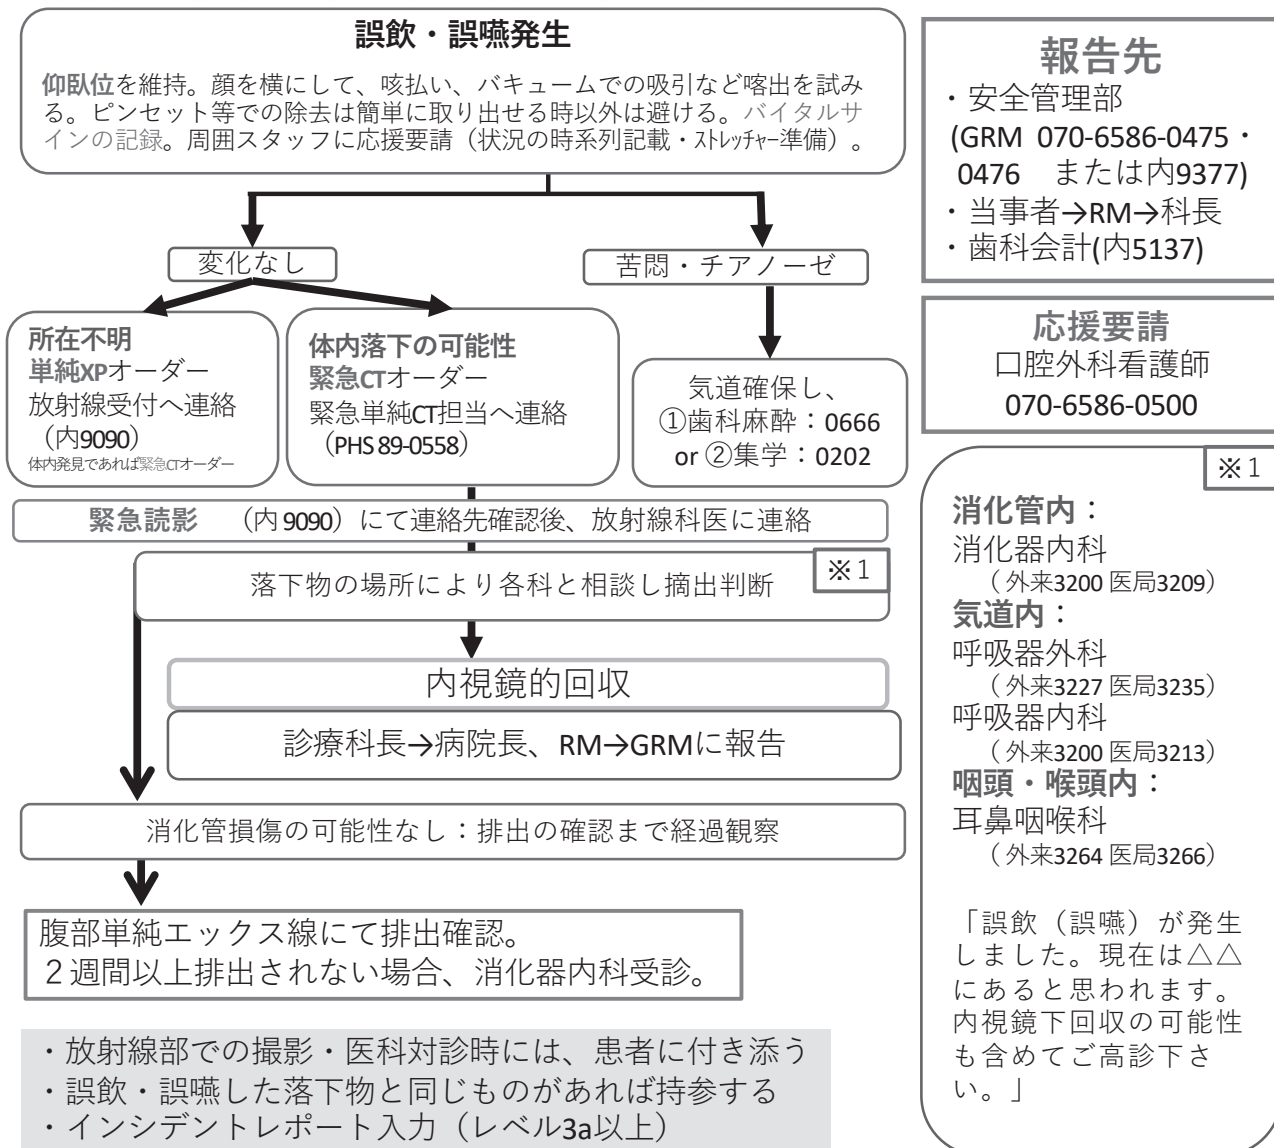 誤飲・誤嚥発生
仰臥位を維持。顔を横にして、咳払い、バキュームでの吸引など喀出を試み
る。ピンセット等での除去は簡単に取り出せる時以外は避ける。バイタルサ
インの記録。周囲スタッフに応援要請（状況の時系列記載・ｽﾄﾚｯﾁｬｰ準備）。
変化なし
苦悶・チアノーゼ
所在不明
単純XPオーダー
放射線受付へ連絡
（内9090）
体内発見であれば緊急CTオーダー
体内落下の可能性
緊急CTオーダー
緊急単純CT担当へ連絡
（PHS 89-0558）
気道確保し、
①歯科麻酔：0666
or ②集学：0202
緊急読影　（内 9090）にて連絡先確認後、放射線科医に連絡
落下物の場所により各科と相談し摘出判断
※１
内視鏡的回収
診療科長→病院長、RM→GRMに報告
消化管損傷の可能性なし：排出の確認まで経過観察
腹部単純エックス線にて排出確認。
２週間以上排出されない場合、消化器内科受診。
・放射線部での撮影・医科対診時には、患者に付き添う
・誤飲・誤嚥した落下物と同じものがあれば持参する
・インシデントレポート入力（レベル3a以上）
報告先
・安全管理部
(GRM 070-6586-0475・
0476　または内9377)
・当事者→RM→科長
・歯科会計(内5137)
応援要請
口腔外科看護師
070-6586-0500
※１
消化管内：
消化器内科
（ 外来3200 医局3209）
気道内：
呼吸器外科
（ 外来3227 医局3235）
呼吸器内科
（ 外来3200 医局3213）
咽頭・喉頭内：
耳鼻咽喉科
（ 外来3264 医局3266）
「誤飲（誤嚥）が発生
しました。現在は△△
にあると思われます。
内視鏡下回収の可能性
も含めてご高診下さ
い。」